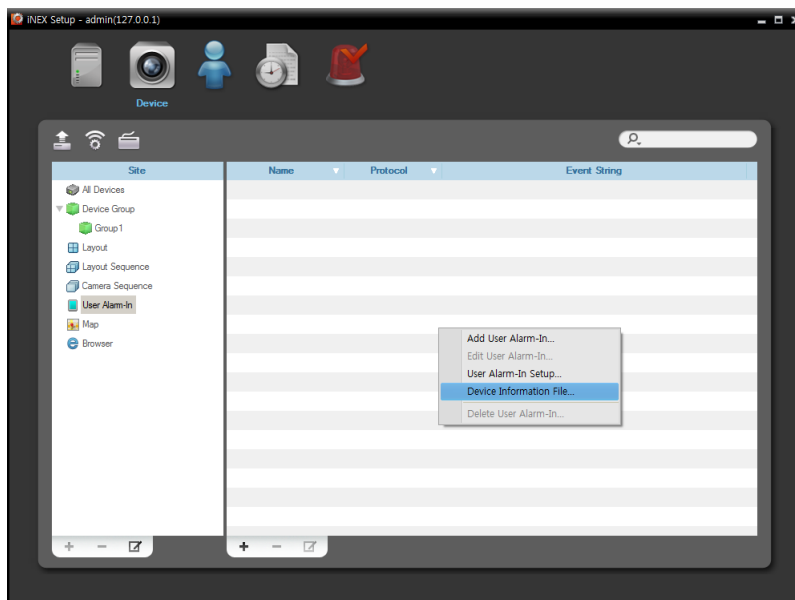 iNEX Setup - admin(127.0.0.1)
Device
Site
Name
Protocol
Event String
All Devices
Device Group
Group1
Layout
Layout Sequence
Camera Sequence
User Alarm-In
Map
Browser
Add User Alarm-In...
Edit User Alarm-In...
User Alarm-In Setup...
Device Information File...
Delete User Alarm-In...